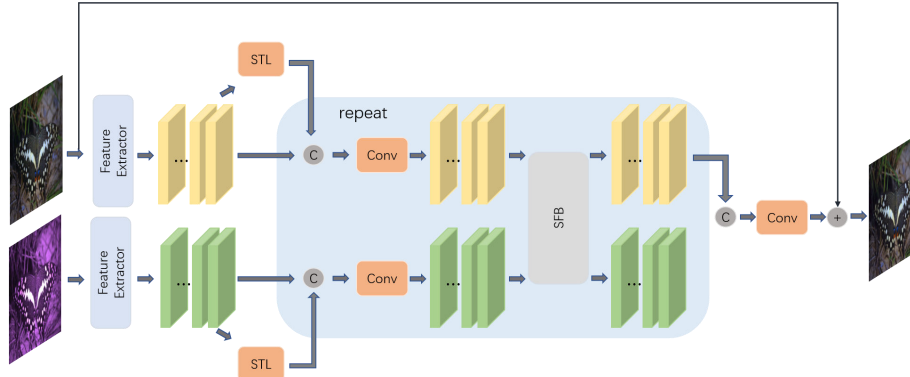 STL
repeat
Feature
Extractor
...
C
Conv
...
...
SFB
C
Conv
+
Feature
Extractor
...
C
Conv
...
...
STL